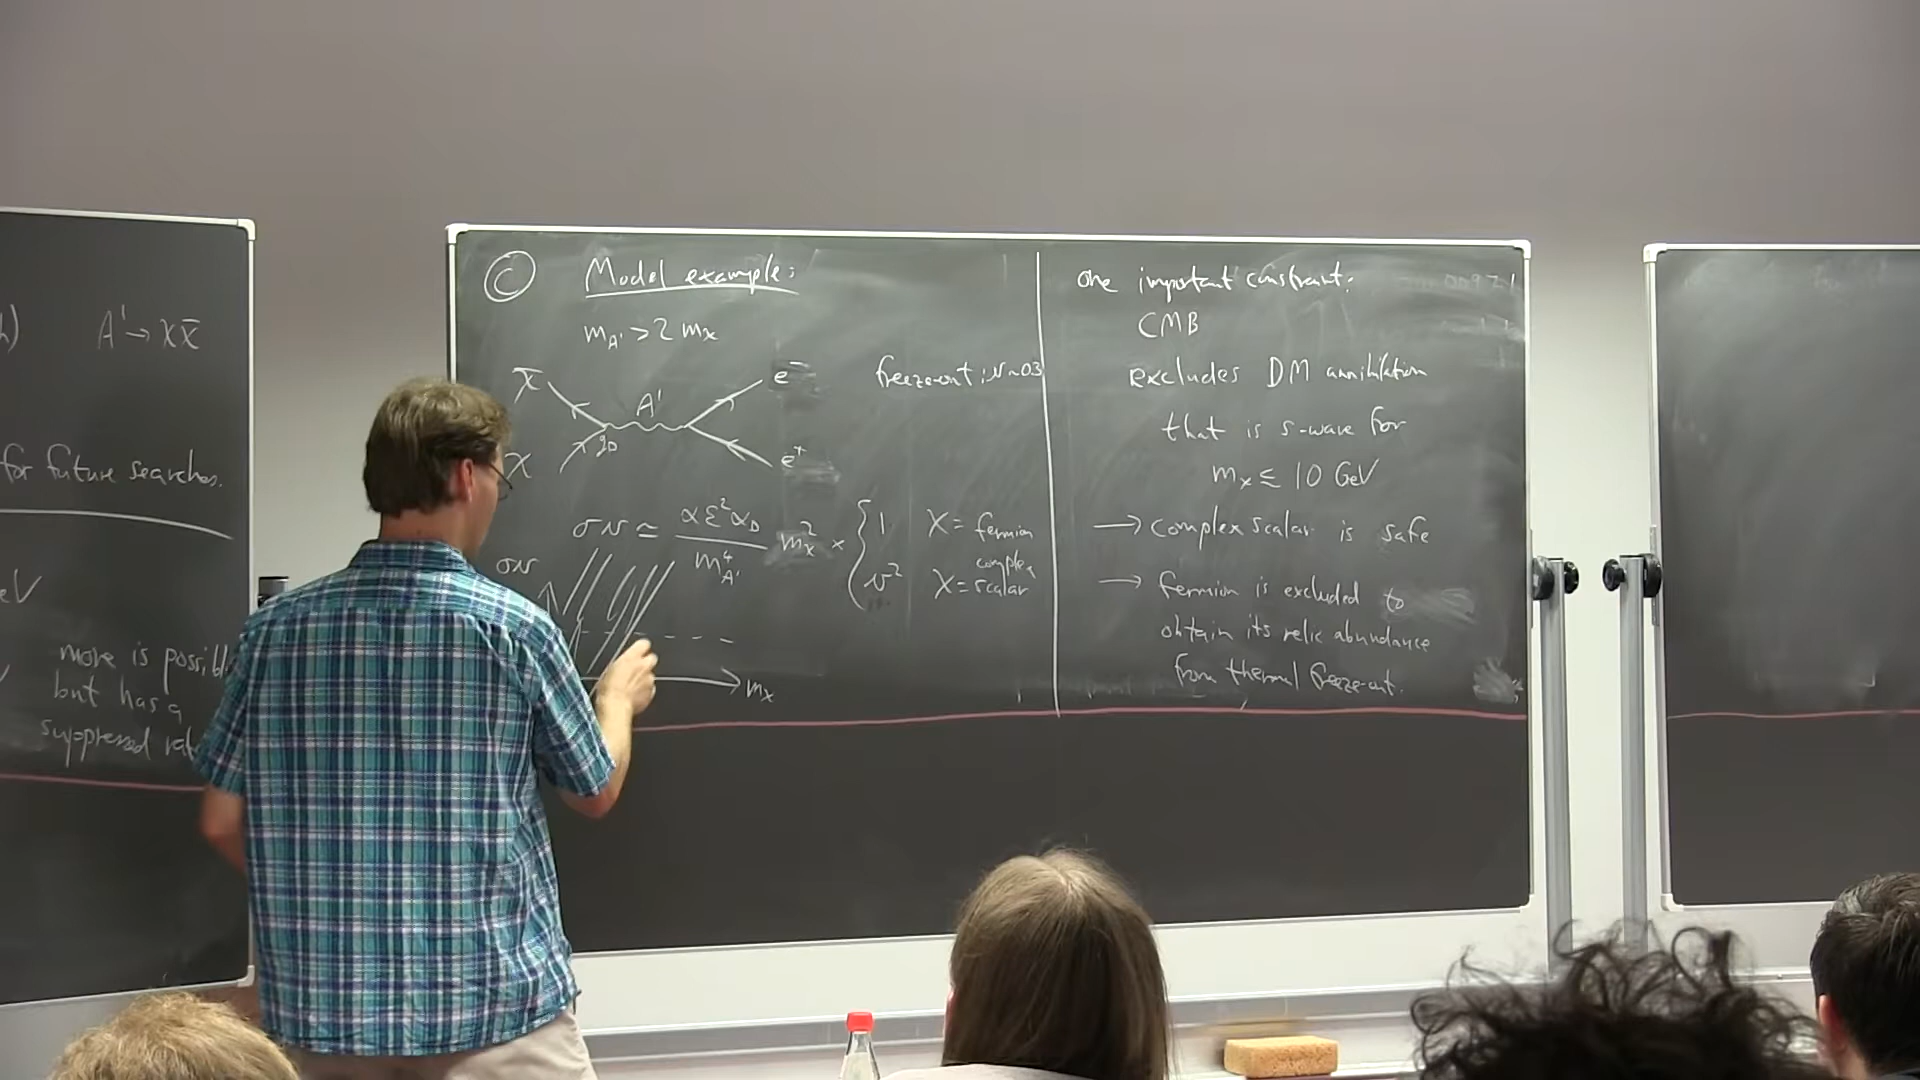 A' → χχ̄
for future searches.
eV
more is possibl
but has a
suppressed rat
Ⓒ Model example:
m_A' > 2 m_χ
χ̄
A'
e⁻
freeze-out: v~0.3
χ
g_D
e⁺
σv ≃ αε²α_D / m_A'⁴ m_χ² × { 1 χ = fermion
v² χ = complex scalar
σv
m_χ
one important constraint:
CMB
excludes DM annihilation
that is s-wave for
m_χ ≲ 10 GeV
→ complex scalar is safe
→ fermion is excluded to
obtain its relic abundance
from thermal freeze-out.